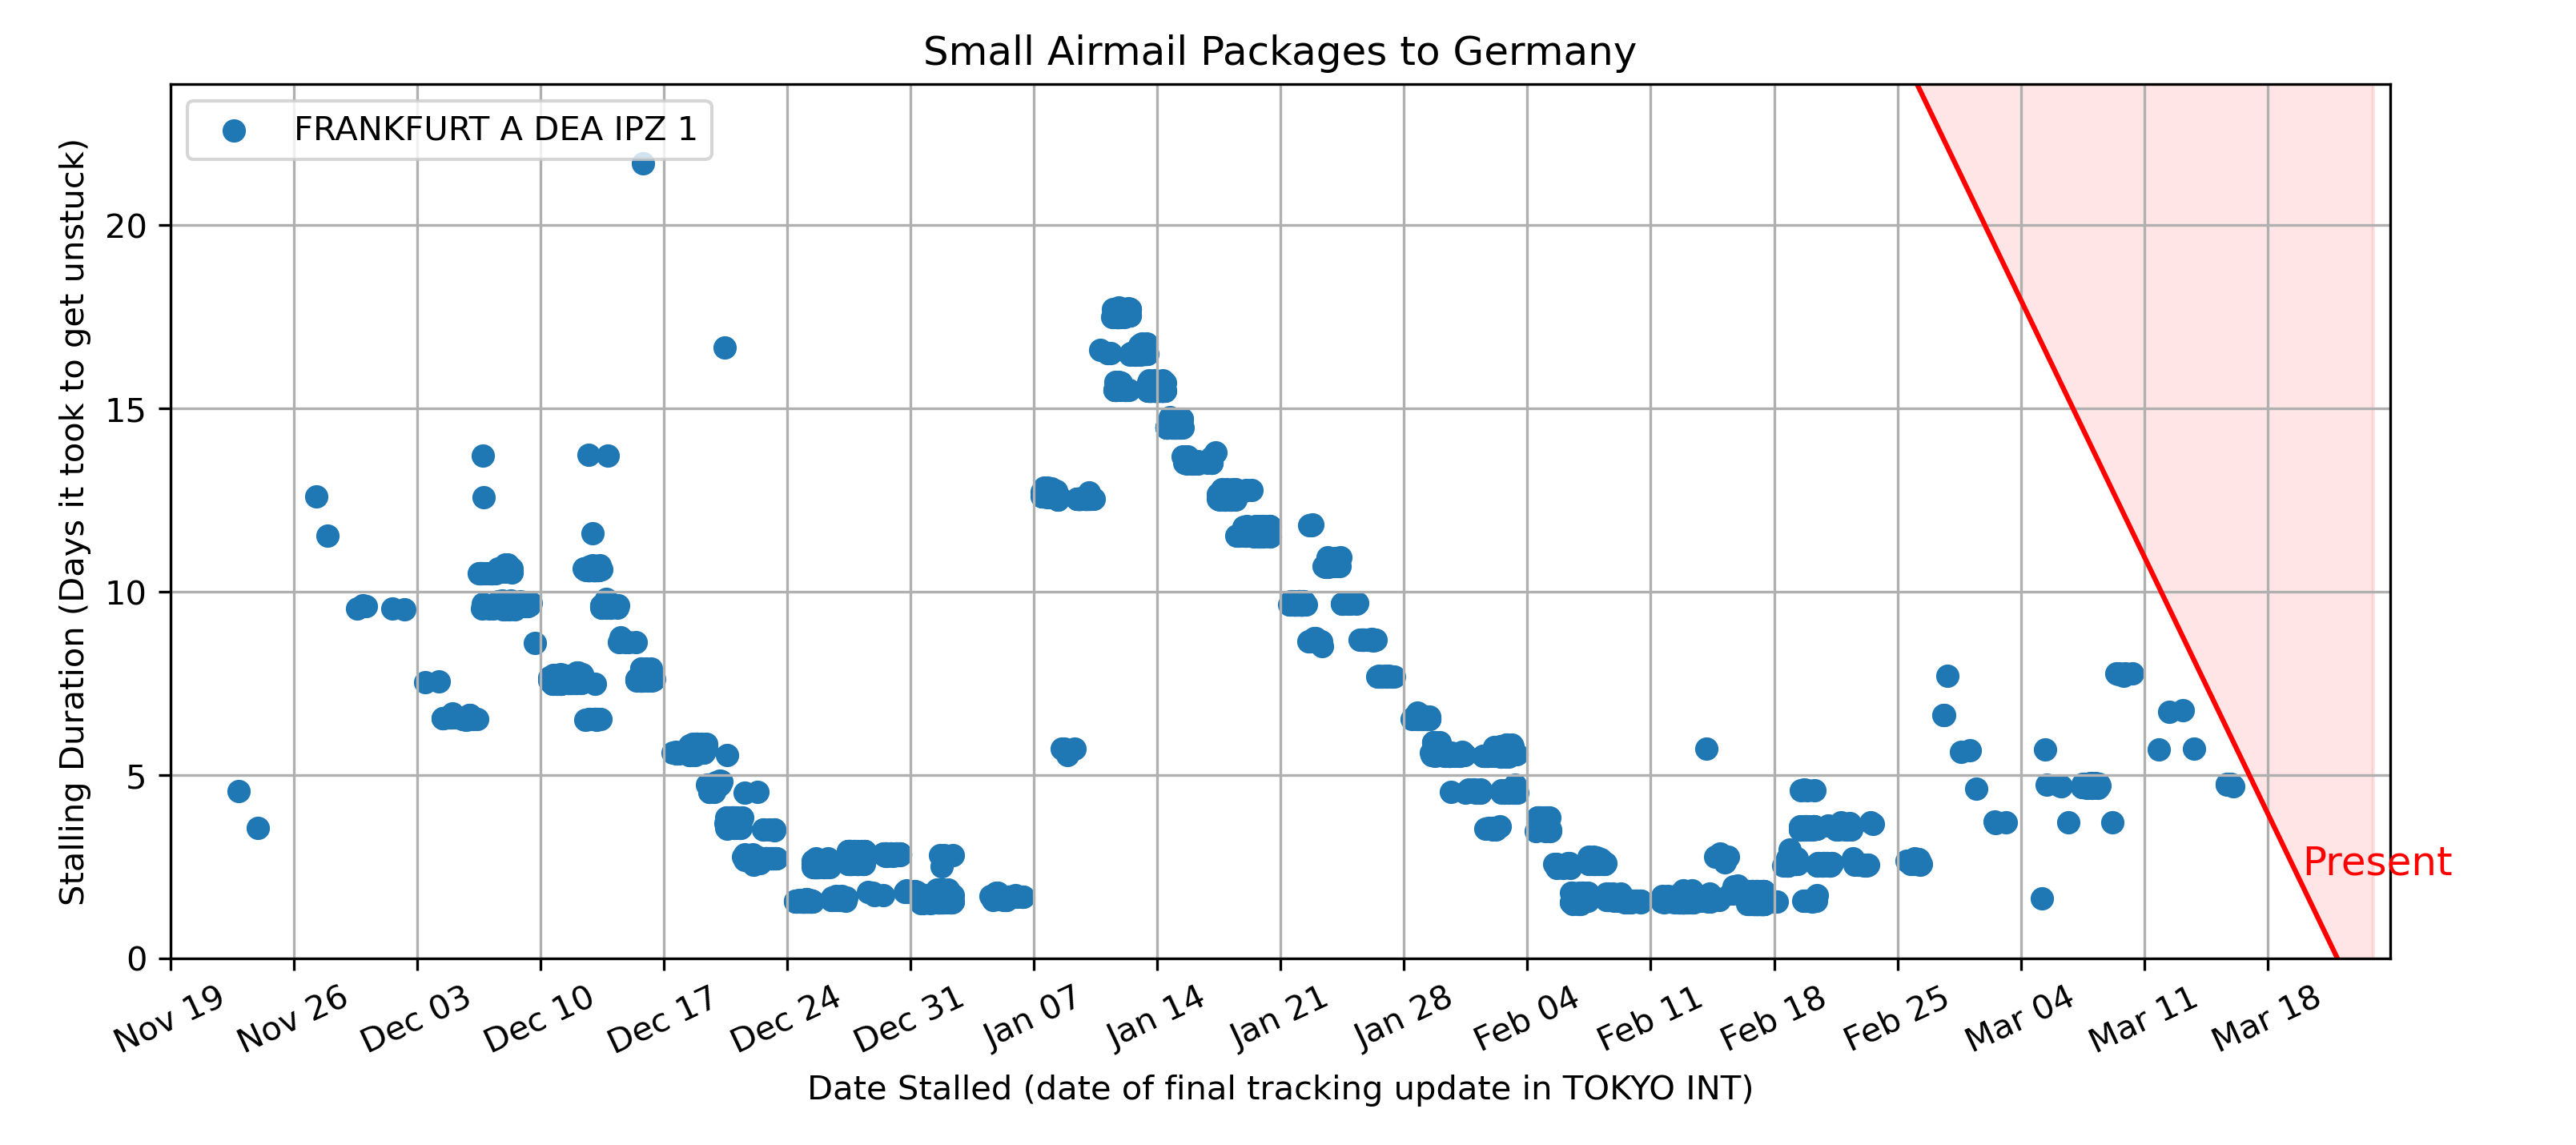 Small Airmail Packages to Germany
FRANKFURT A DEA IPZ 1
Stalling Duration (Days it took to get unstuck)
20
15
10
5
0
Present
Nov 19
Nov 26
Dec 03
Dec 10
Dec 17
Dec 24
Dec 31
Jan 07
Jan 14
Jan 21
Jan 28
Feb 04
Feb 11
Feb 18
Feb 25
Mar 04
Mar 11
Mar 18
Date Stalled (date of final tracking update in TOKYO INT)